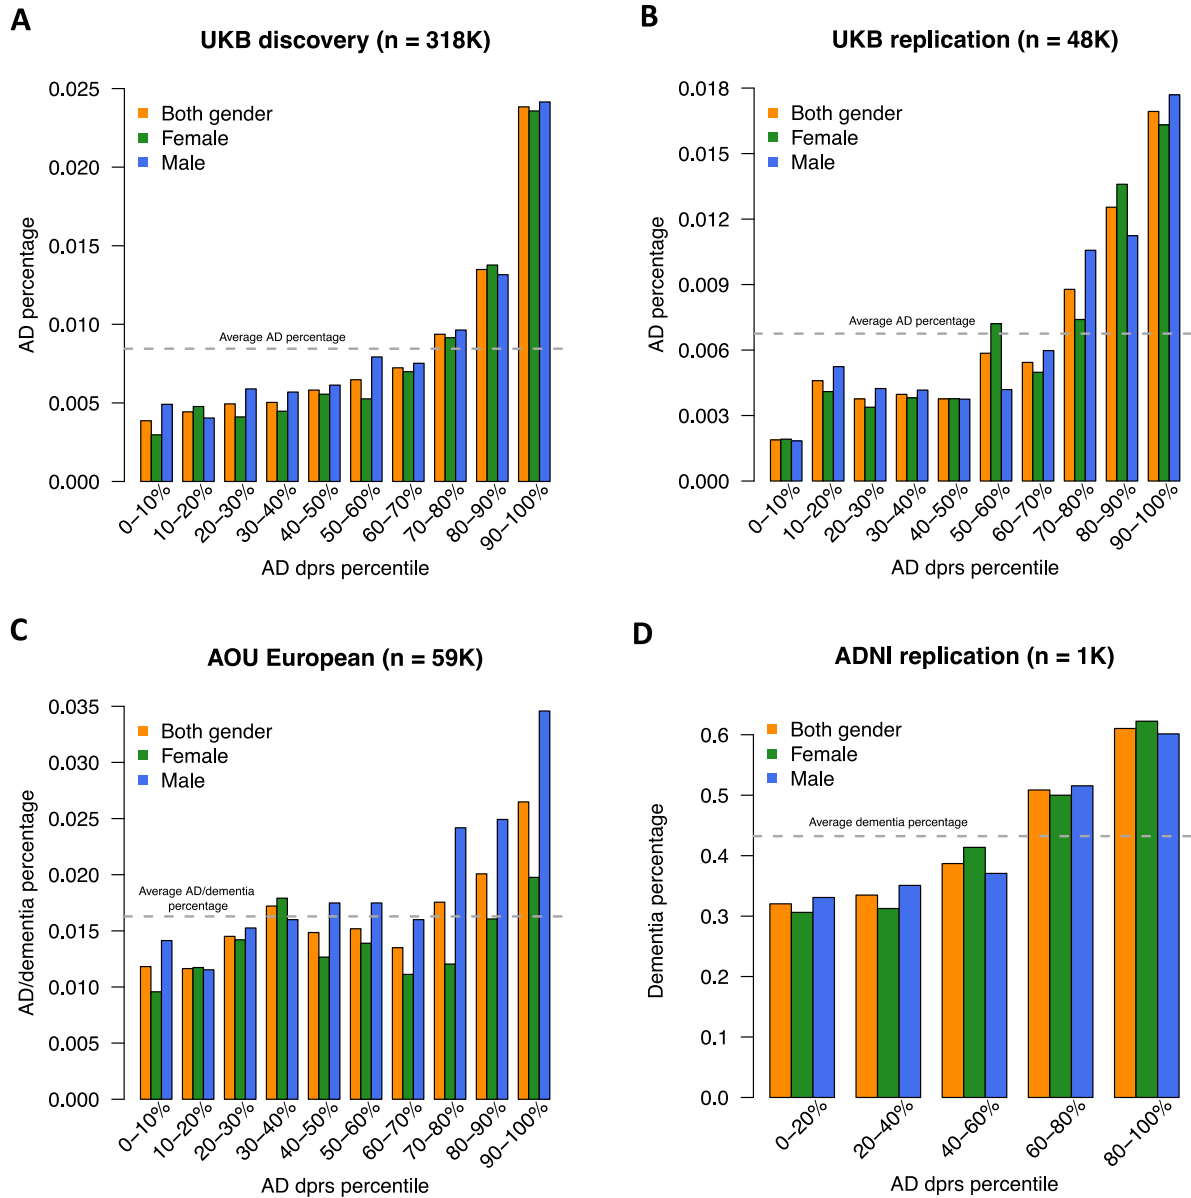 A
UKB discovery (n = 318K)
Both gender
Female
Male
AD percentage
0.025
0.020
0.015
0.010
0.005
0.000
Average AD percentage
0–10%
10–20%
20–30%
30–40%
40–50%
50–60%
60–70%
70–80%
80–90%
90–100%
AD dprs percentile
B
UKB replication (n = 48K)
Both gender
Female
Male
AD percentage
0.018
0.015
0.012
0.009
0.006
0.003
0.000
Average AD percentage
0–10%
10–20%
20–30%
30–40%
40–50%
50–60%
60–70%
70–80%
80–90%
90–100%
AD dprs percentile
C
AOU European (n = 59K)
Both gender
Female
Male
AD/dementia percentage
0.035
0.030
0.025
0.020
0.015
0.010
0.005
0.000
Average AD/dementia
percentage
0–10%
10–20%
20–30%
30–40%
40–50%
50–60%
60–70%
70–80%
80–90%
90–100%
AD dprs percentile
D
ADNI replication (n = 1K)
Both gender
Female
Male
Dementia percentage
0.6
0.5
0.4
0.3
0.2
0.1
0.0
Average dementia percentage
0–20%
20–40%
40–60%
60–80%
80–100%
AD dprs percentile